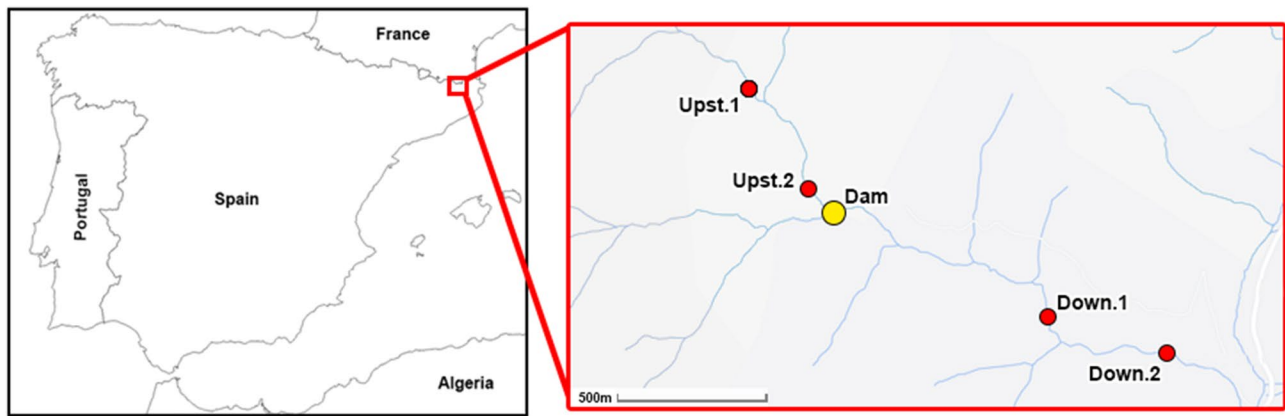 France
Portugal
Spain
Algeria
Upst.1
Upst.2
Dam
Down.1
Down.2
500m